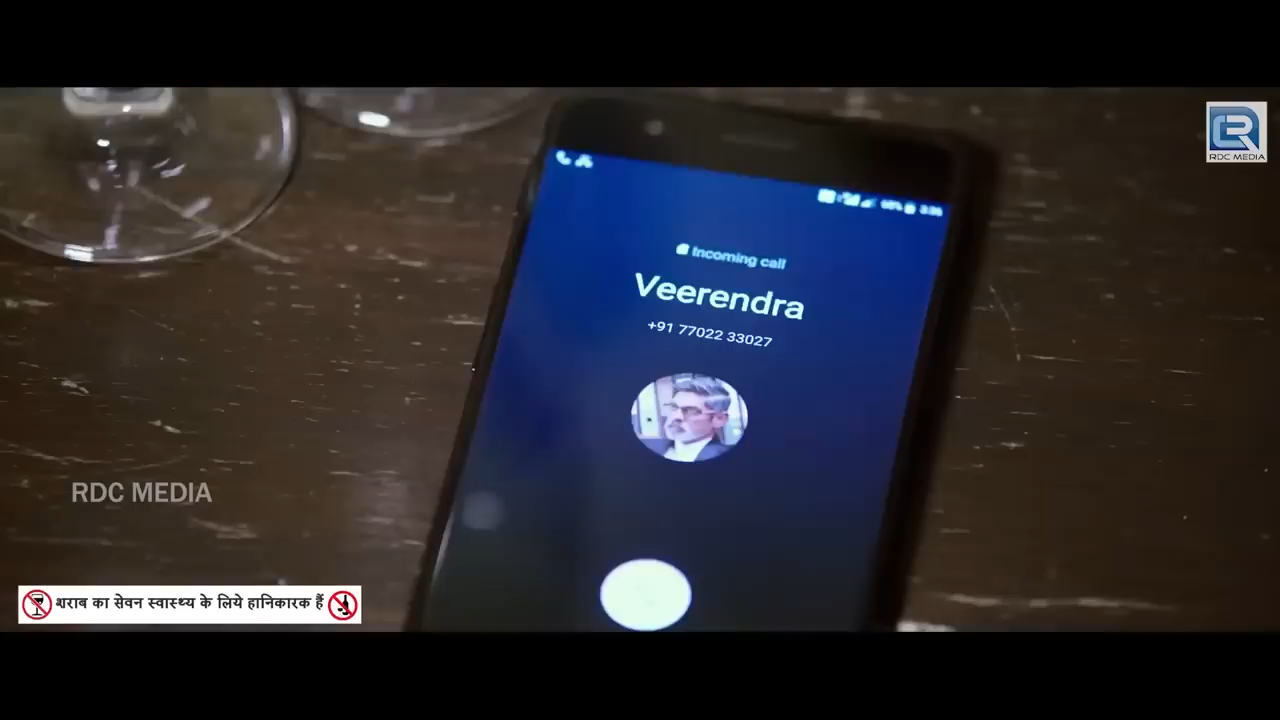 RDC MEDIA
Incoming call
Veerendra
+91 77022 33027
RDC MEDIA
शराब का सेवन स्वास्थ्य के लिये हानिकारक हैं